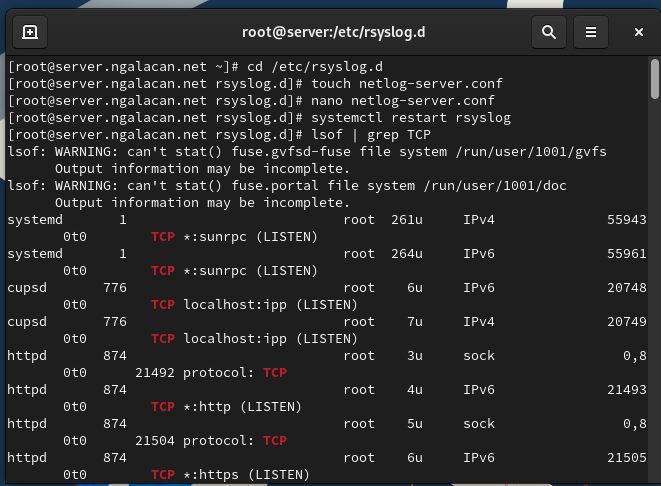 root@server:/etc/rsyslog.d
[root@server.ngalacan.net ~]# cd /etc/rsyslog.d
[root@server.ngalacan.net rsyslog.d]# touch netlog-server.conf
[root@server.ngalacan.net rsyslog.d]# nano netlog-server.conf
[root@server.ngalacan.net rsyslog.d]# systemctl restart rsyslog
[root@server.ngalacan.net rsyslog.d]# lsof | grep TCP
lsof: WARNING: can't stat() fuse.gvfsd-fuse file system /run/user/1001/gvfs
      Output information may be incomplete.
lsof: WARNING: can't stat() fuse.portal file system /run/user/1001/doc
      Output information may be incomplete.
systemd       1                           root  261u     IPv4              55943
       0t0        TCP *:sunrpc (LISTEN)
systemd       1                           root  264u     IPv6              55961
       0t0        TCP *:sunrpc (LISTEN)
cupsd       776                           root    6u     IPv6              20748
       0t0        TCP localhost:ipp (LISTEN)
cupsd       776                           root    7u     IPv4              20749
       0t0        TCP localhost:ipp (LISTEN)
httpd       874                           root    3u     sock                0,8
       0t0      21492 protocol: TCP
httpd       874                           root    4u     IPv6              21493
       0t0        TCP *:http (LISTEN)
httpd       874                           root    5u     sock                0,8
       0t0      21504 protocol: TCP
httpd       874                           root    6u     IPv6              21505
       0t0        TCP *:https (LISTEN)